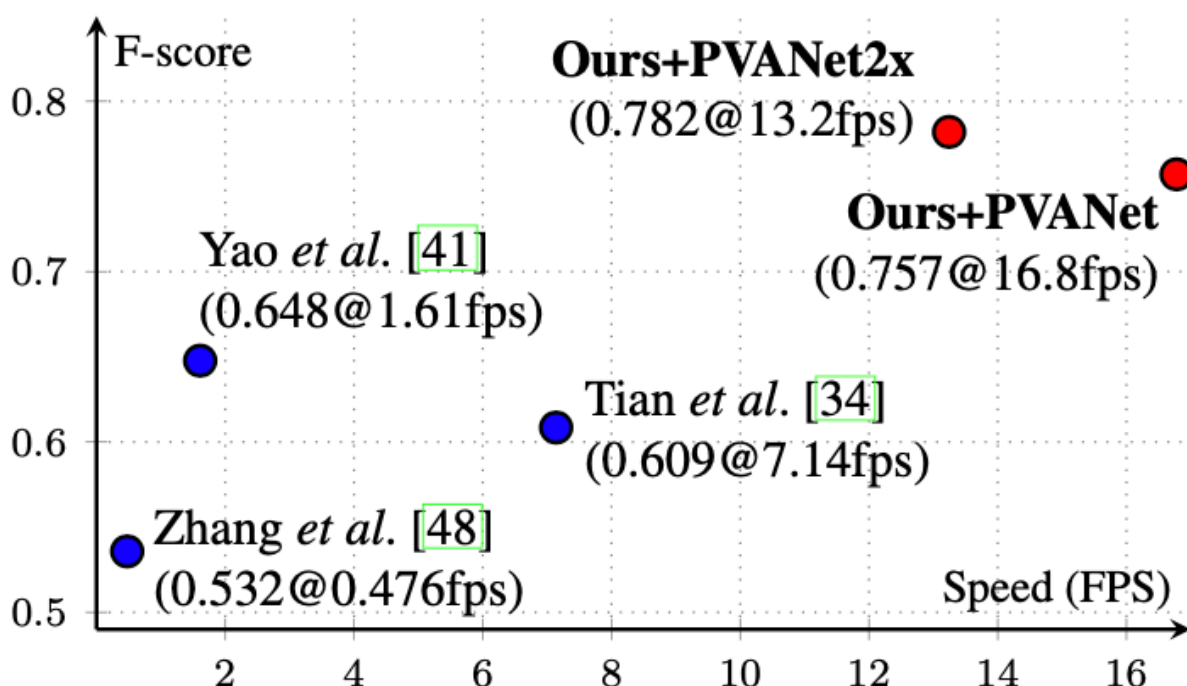 F-score
Ours+PVANet2x
(0.782@13.2fps)
0.8
Ours+PVANet
(0.757@16.8fps)
Yao et al. [41]
(0.648@1.61fps)
0.7
Tian et al. [34]
(0.609@7.14fps)
0.6
Zhang et al. [48]
(0.532@0.476fps)
Speed (FPS)
0.5
2 4 6 8 10 12 14 16